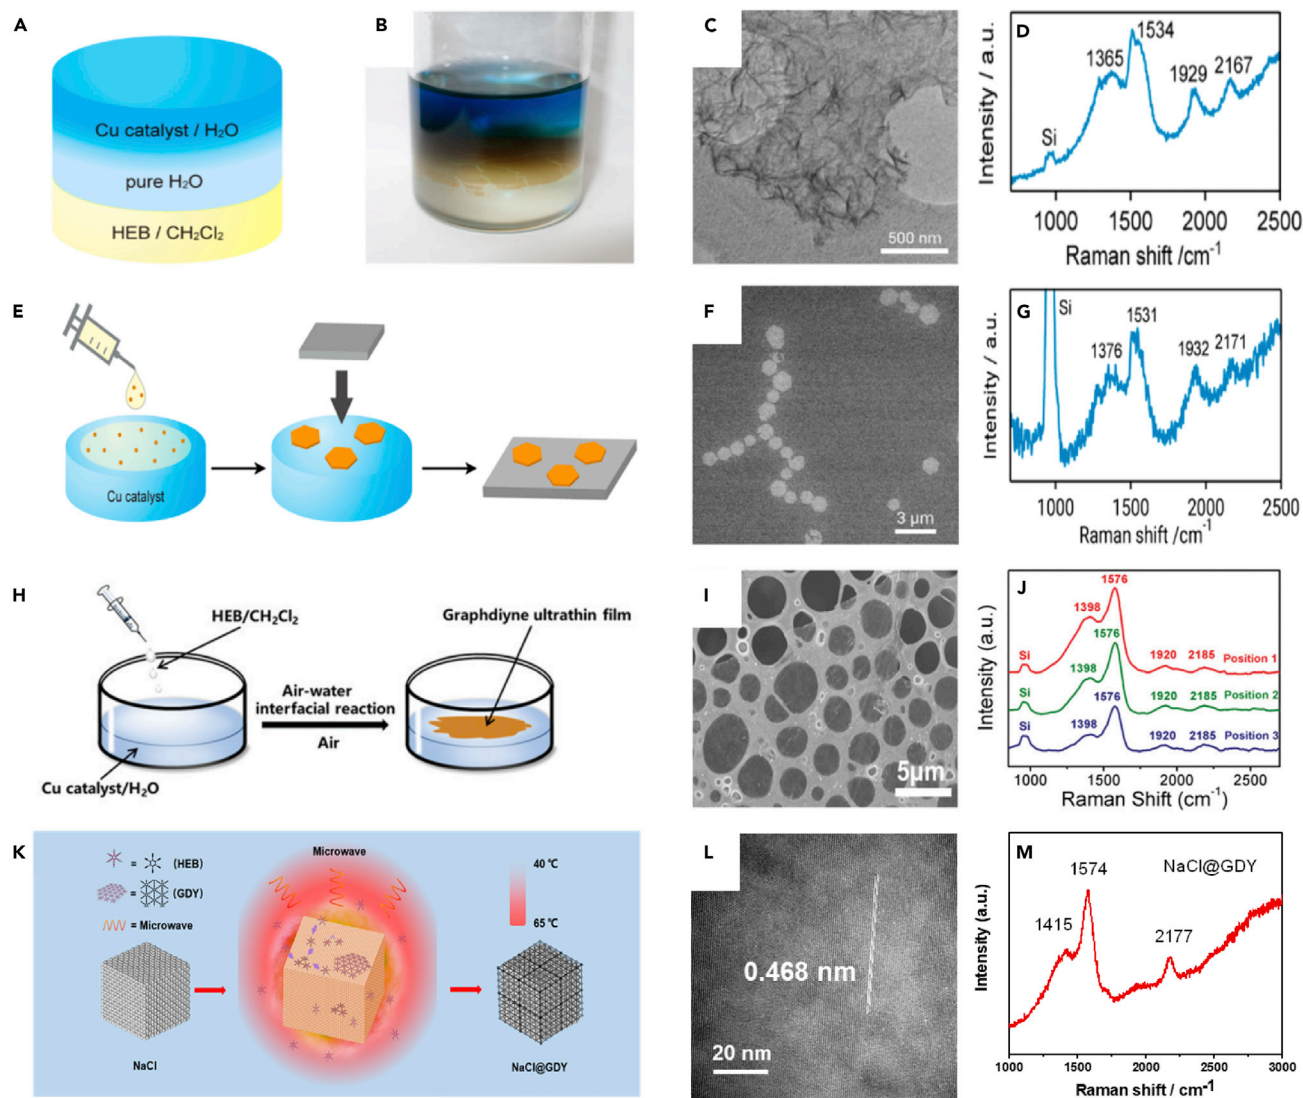 A
Cu catalyst / H₂O
pure H₂O
HEB / CH₂Cl₂
B
C
500 nm
D
Intensity / a.u.
Si
1365
1534
1929
2167
1000 1500 2000 2500
Raman shift /cm⁻¹
E
Cu catalyst
F
3 μm
G
Intensity / a.u.
Si
1376
1531
1932
2171
1000 1500 2000 2500
Raman shift /cm⁻¹
H
HEB/CH₂Cl₂
Graphdiyne ultrathin film
Air-water
interfacial reaction
Air
Cu catalyst/H₂O
I
5μm
J
Intensity (a.u.)
1576
1398
Si
1920 2185 Position 1
1576
1398
Si
1920 2185 Position 2
1576
1398
Si
1920 2185 Position 3
1000 1500 2000 2500
Raman Shift (cm⁻¹)
K
= (HEB)
= (GDY)
= Microwave
Microwave
40 ℃
65 ℃
NaCl
NaCl@GDY
L
0.468 nm
20 nm
M
NaCl@GDY
Intensity (a.u.)
1415
1574
2177
1000 1500 2000 2500 3000
Raman shift / cm⁻¹